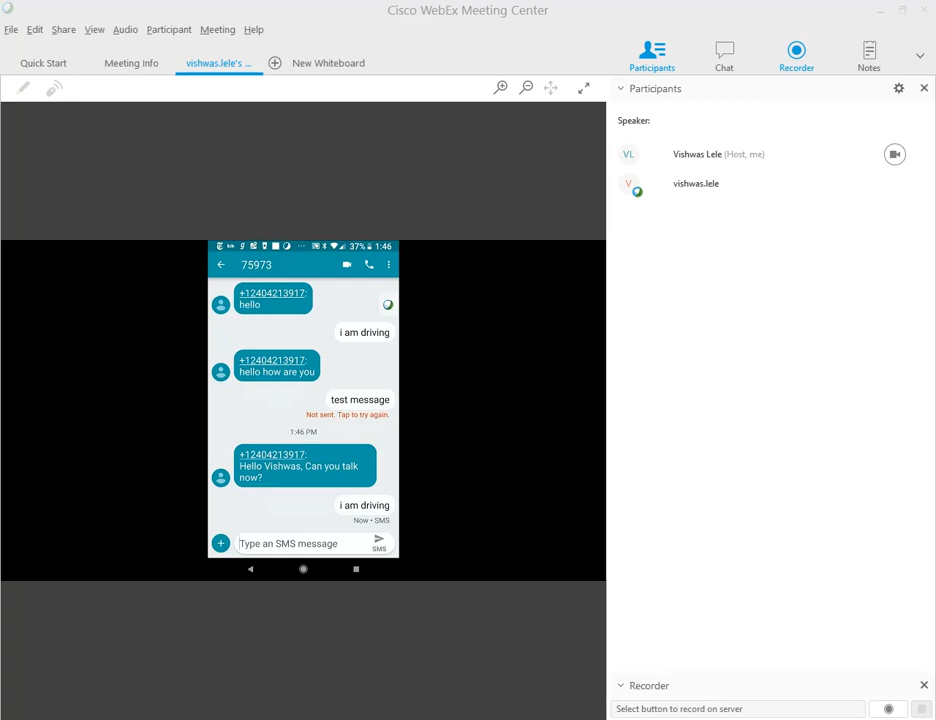 Cisco WebEx Meeting Center
File Edit Share View Audio Participant Meeting Help
Quick Start Meeting Info vishwas.lele's ... New Whiteboard
Participants Chat Recorder Notes
Participants
Speaker:
VL Vishwas Lele (Host, me)
V vishwas.lele
37% 1:46
75973
+12404213917:
hello
i am driving
+12404213917:
hello how are you
test message
Not sent. Tap to try again.
1:46 PM
+12404213917:
Hello Vishwas, Can you talk
now?
i am driving
Now • SMS
Type an SMS message
SMS
Recorder
Select button to record on server